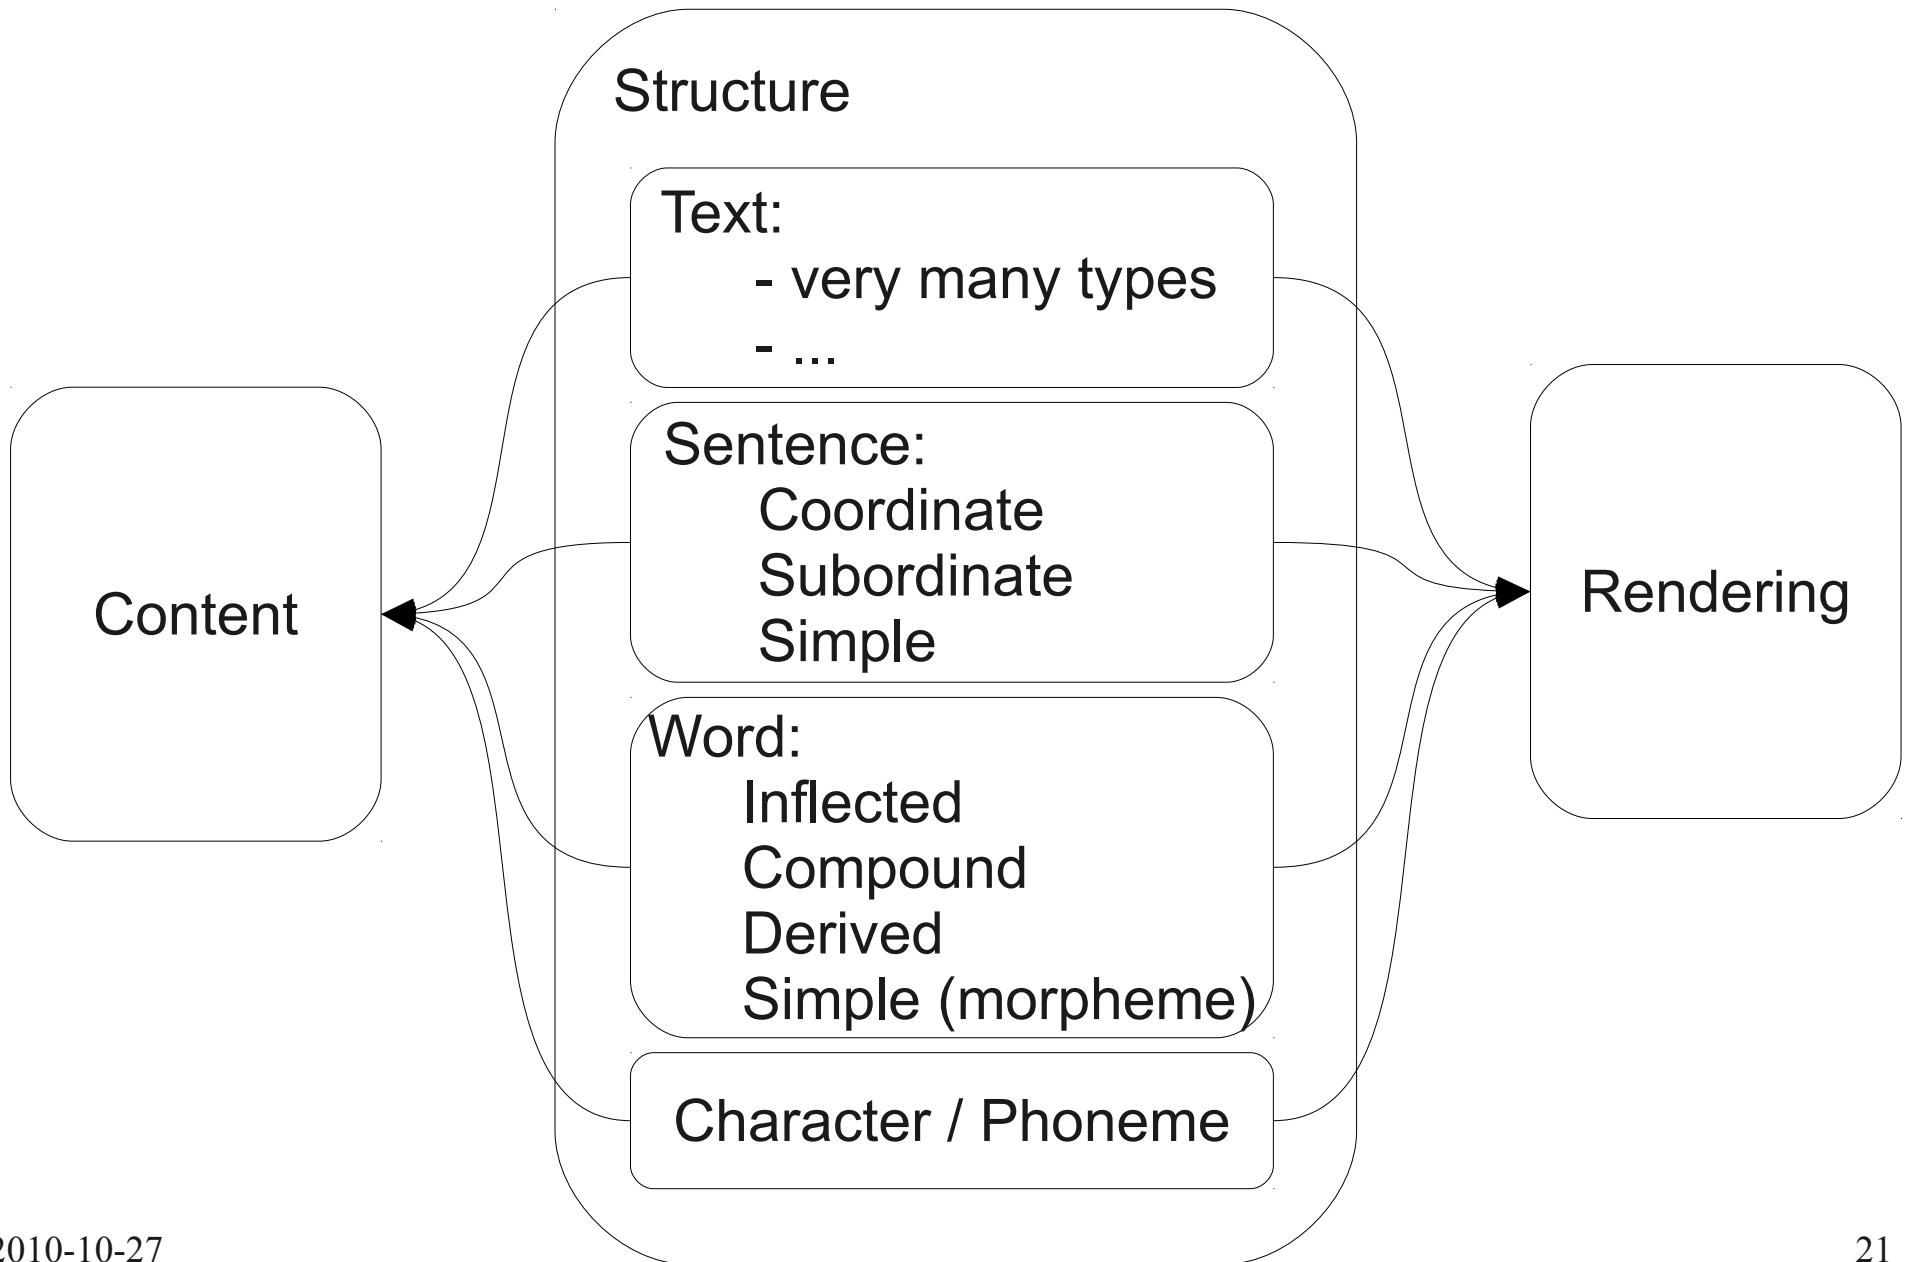 Structure
Text:
- very many types
- ...
Sentence:
Coordinate
Subordinate
Simple
Word:
Inflected
Compound
Derived
Simple (morpheme)
Character / Phoneme
Content
Rendering
2010-10-27
21